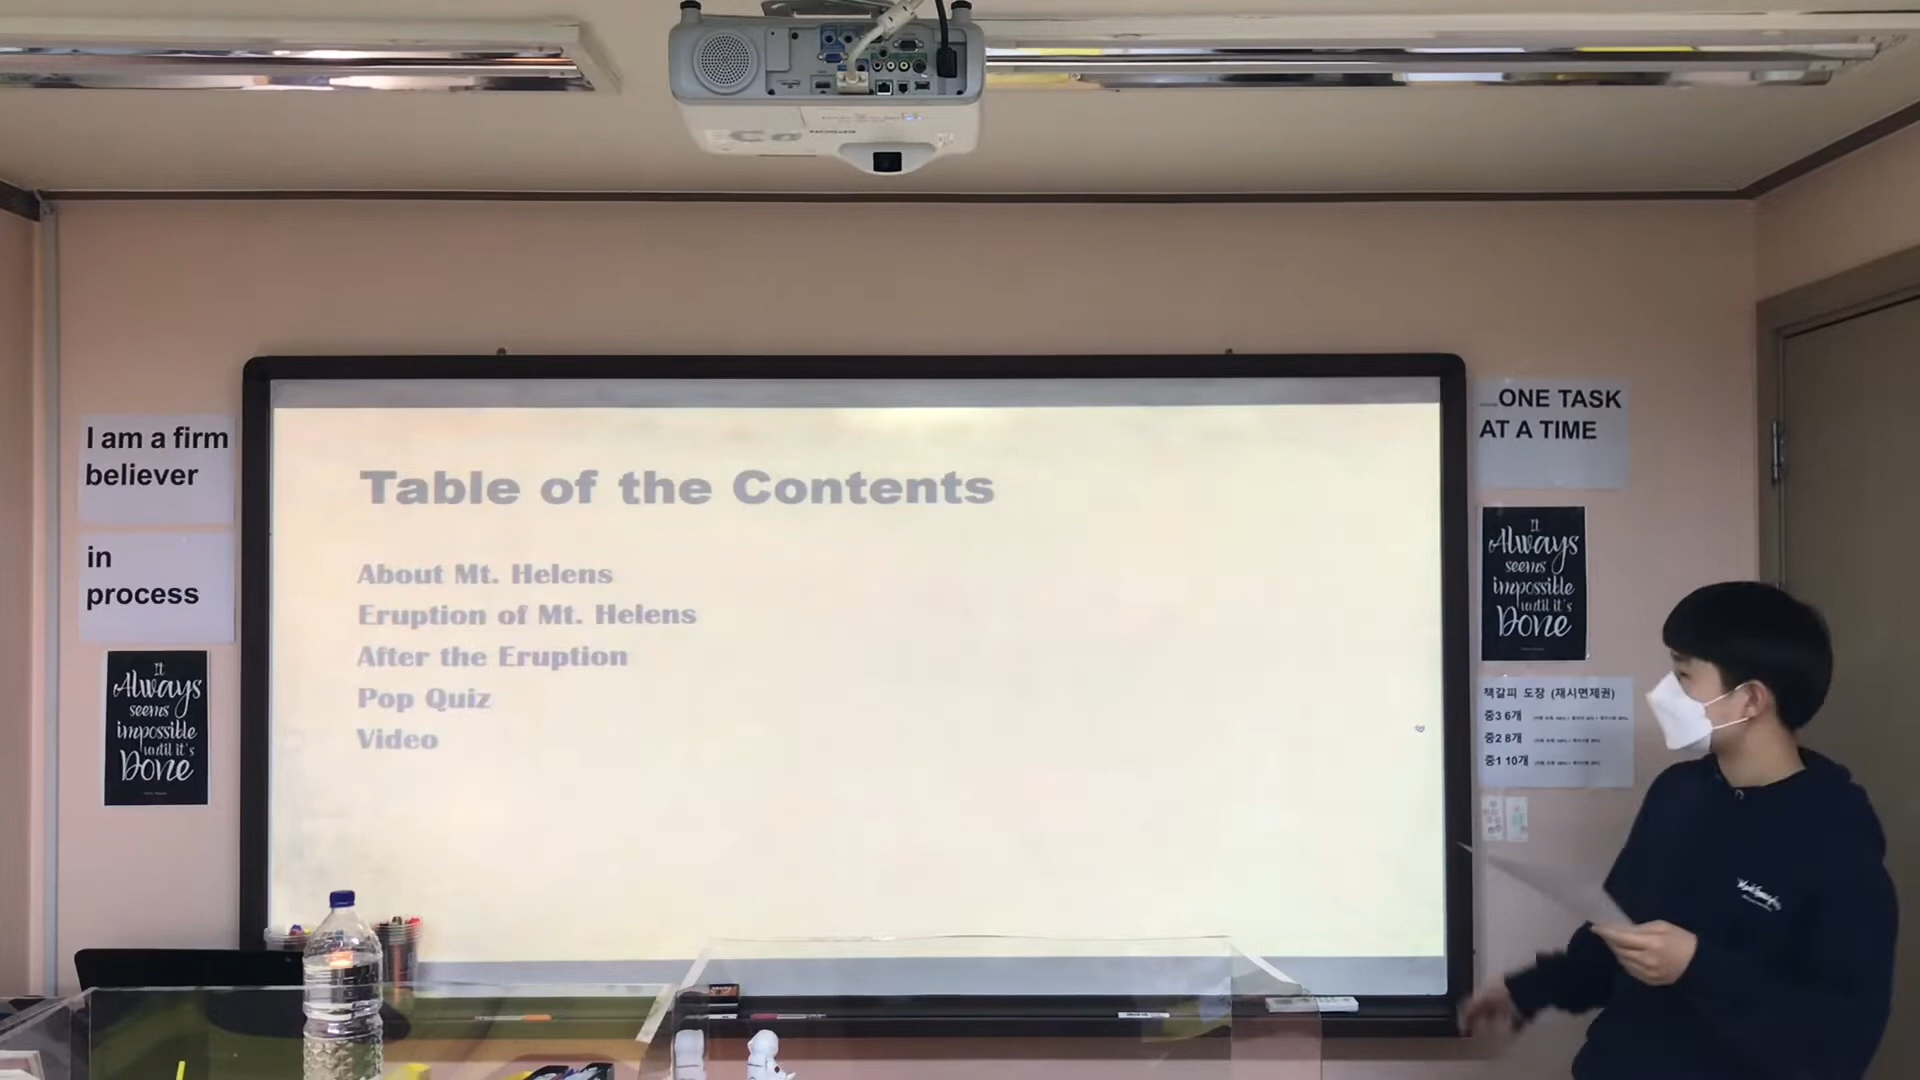 EPSON
I am a firm
believer
in
process
It
Always
seems
impossible
until it's
Done
Table of the Contents
About Mt. Helens
Eruption of Mt. Helens
After the Eruption
Pop Quiz
Video
...ONE TASK
AT A TIME
It
Always
seems
impossible
until it's
Done
책갈피 도장 (재시면제권)
중3 6개
중2 8개
중1 10개